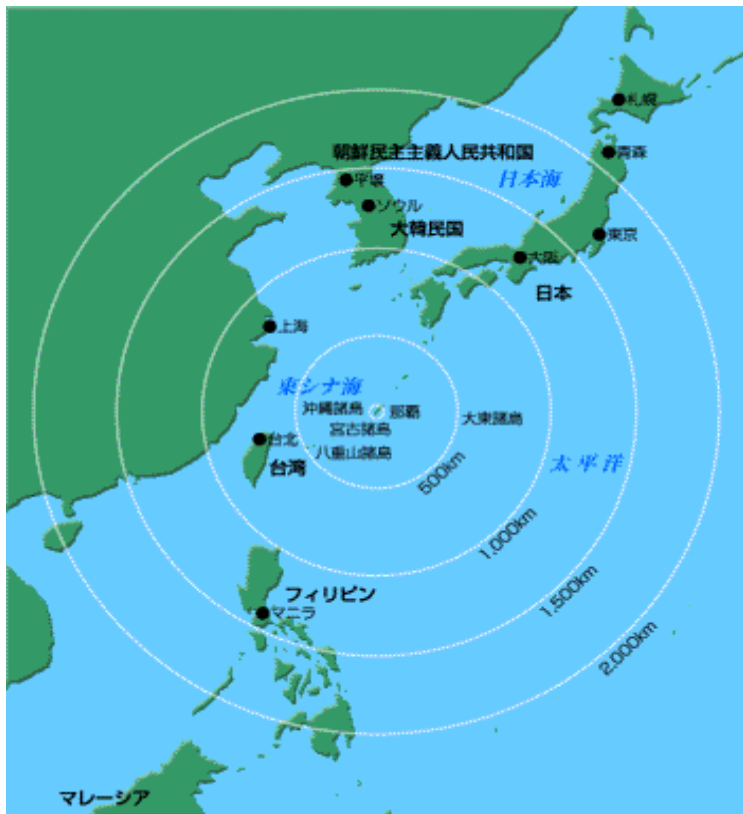 札幌
青森
朝鮮民主主義人民共和国
平壌
日本海
ソウル
大韓民国
東京
大阪
日本
上海
東シナ海
沖縄諸島
那覇
宮古諸島
大東諸島
八重山諸島
台北
台湾
太平洋
500km
1,000km
1,500km
2,000km
フィリピン
マニラ
マレーシア